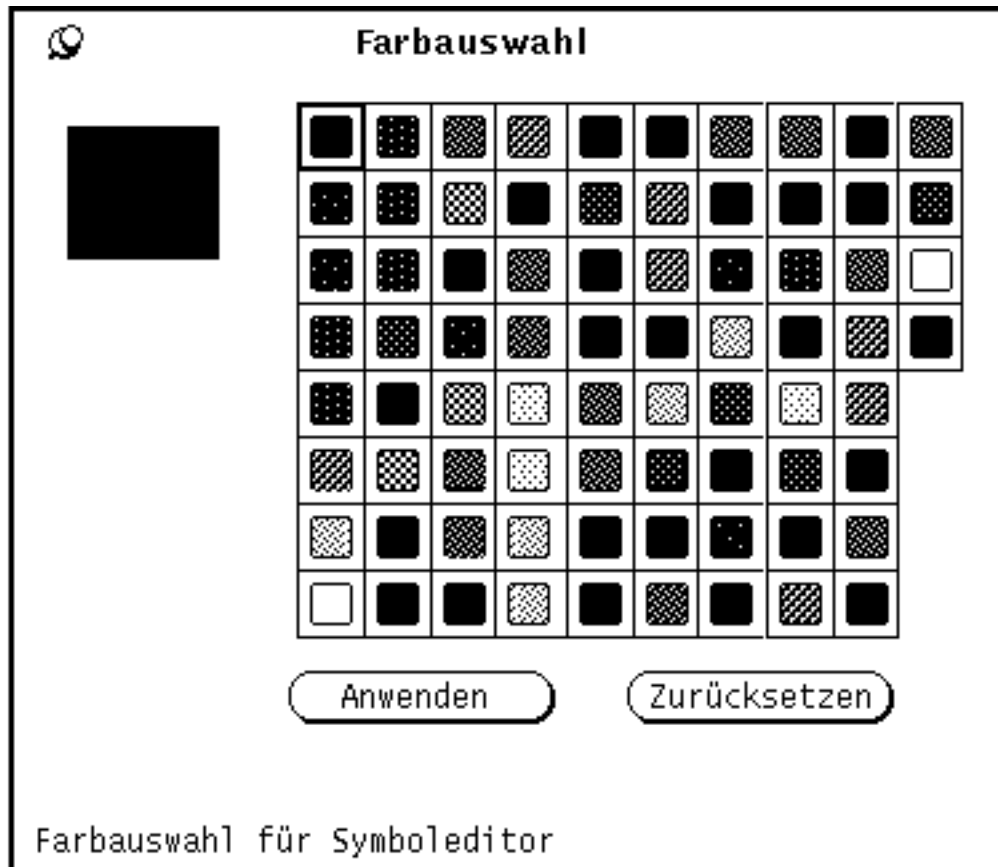 Farbauswahl
Anwenden
Zurücksetzen
Farbauswahl für Symboleditor